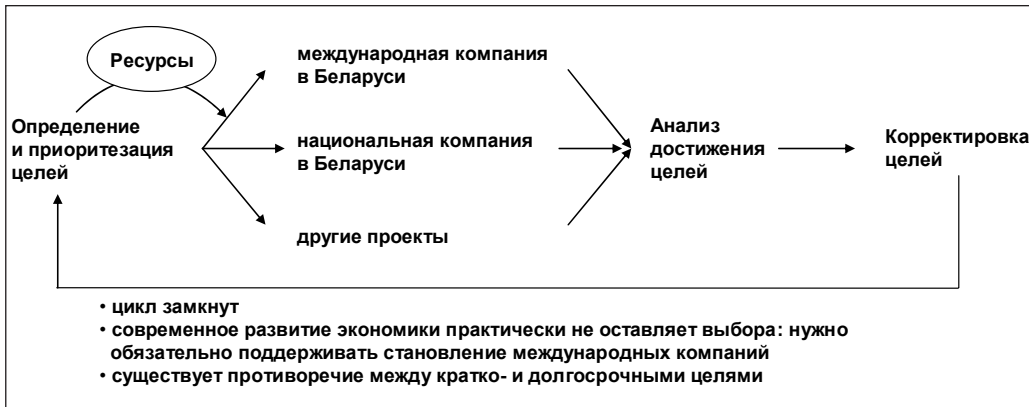 Ресурсы
международная компания
в Беларуси
Определение
и приоритезация
целей
национальная компания
в Беларуси
другие проекты
Анализ
достижения
целей
Корректировка
целей
• цикл замкнут
• современное развитие экономики практически не оставляет выбора: нужно
обязательно поддерживать становление международных компаний
• существует противоречие между кратко- и долгосрочными целями